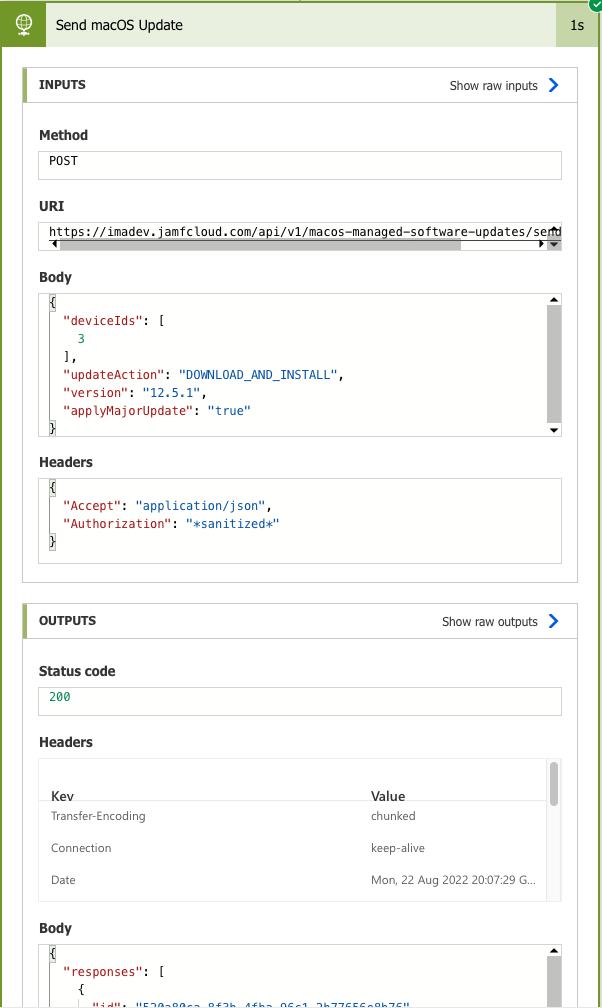 Send macOS Update
1s
INPUTS
Show raw inputs
Method
POST
URI
https://imadev.jamfcloud.com/api/v1/macos-managed-software-updates/send
Body
{
"deviceIds": [
3
],
"updateAction": "DOWNLOAD_AND_INSTALL",
"version": "12.5.1",
"applyMajorUpdate": "true"
}
Headers
{
"Accept": "application/json",
"Authorization": "*sanitized*"
}
OUTPUTS
Show raw outputs
Status code
200
Headers
Key Value
Transfer-Encoding chunked
Connection keep-alive
Date Mon, 22 Aug 2022 20:07:29 G...
Body
{
"responses": [
{
"id":